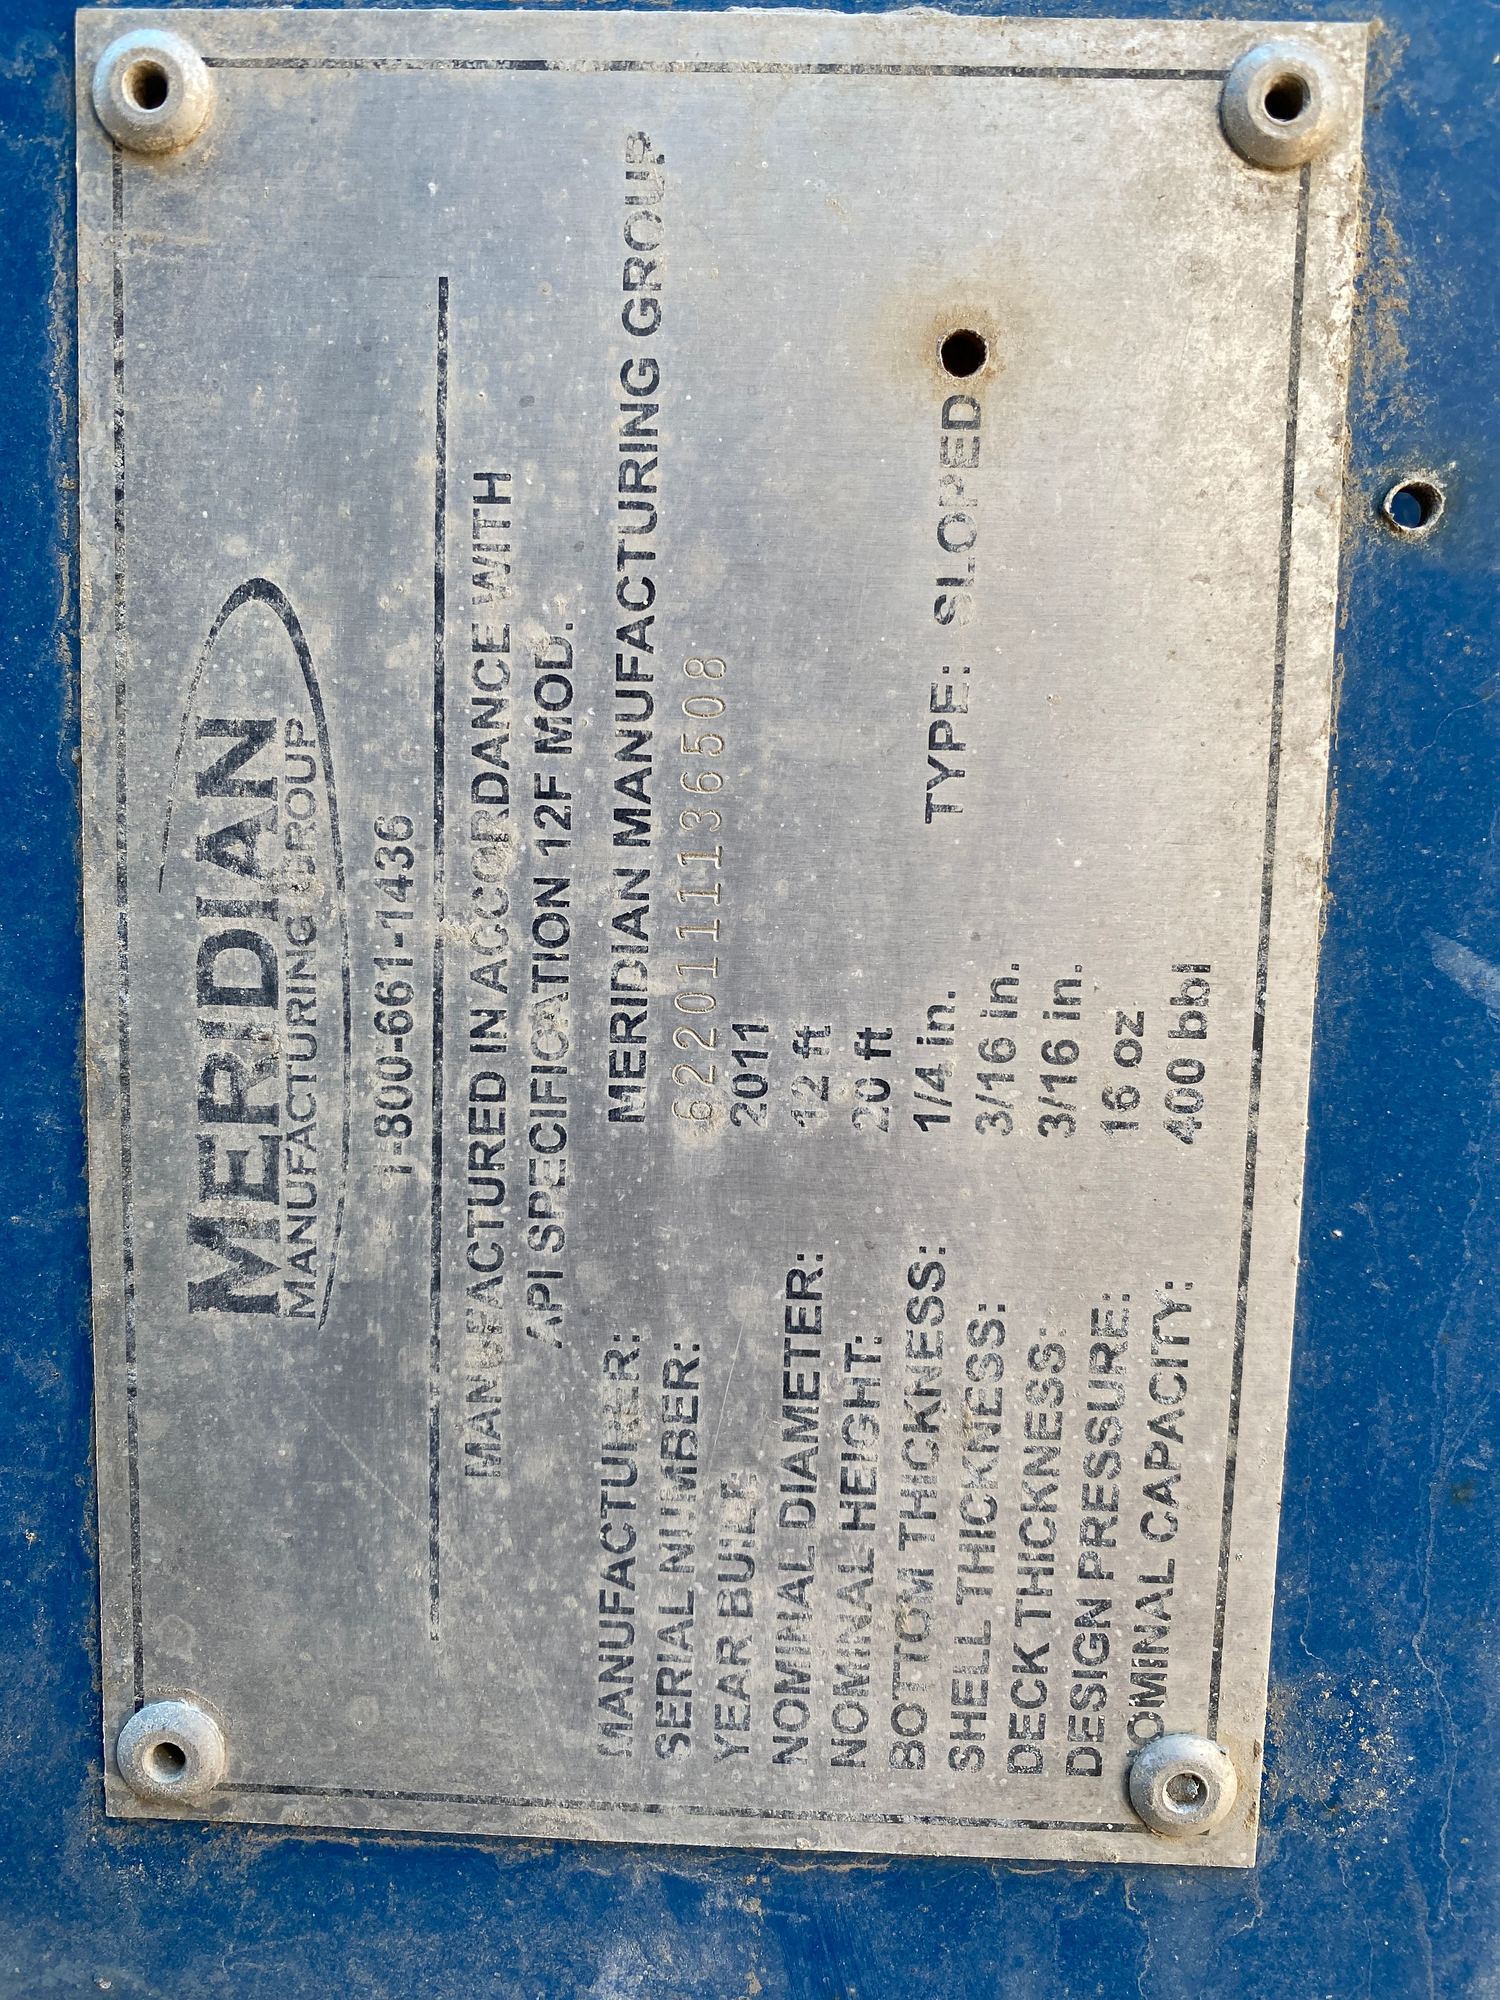 MERIDIAN
MANUFACTURING GROUP
1-800-661-1436
MANUFACTURED IN ACCORDANCE WITH
API SPECIFICATION 12F MOD.
MANUFACTURER: MERIDIAN MANUFACTURING GROUP
SERIAL NUMBER: 622011136508
YEAR BUILT: 2011
NOMINAL DIAMETER: 12 ft
NOMINAL HEIGHT: 20 ft
BOTTOM THICKNESS: 1/4 in. TYPE: SLOPED
SHELL THICKNESS: 3/16 in.
DECK THICKNESS: 3/16 in.
DESIGN PRESSURE: 16 oz
NOMINAL CAPACITY: 400 bbl